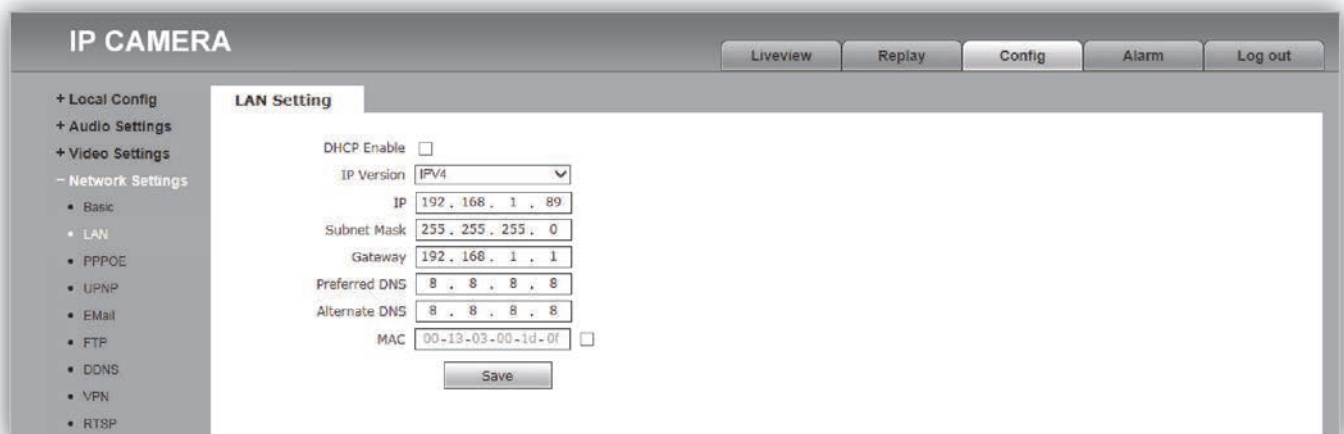 IP CAMERA
Liveview Replay Config Alarm Log out
+ Local Config
+ Audio Settings
+ Video Settings
− Network Settings
• Basic
• LAN
• PPPOE
• UPNP
• EMail
• FTP
• DDNS
• VPN
• RTSP
LAN Setting
DHCP Enable
IP Version IPV4
IP 192 . 168 . 1 . 89
Subnet Mask 255 . 255 . 255 . 0
Gateway 192 . 168 . 1 . 1
Preferred DNS 8 . 8 . 8 . 8
Alternate DNS 8 . 8 . 8 . 8
MAC 00-13-03-00-1d-0f
Save